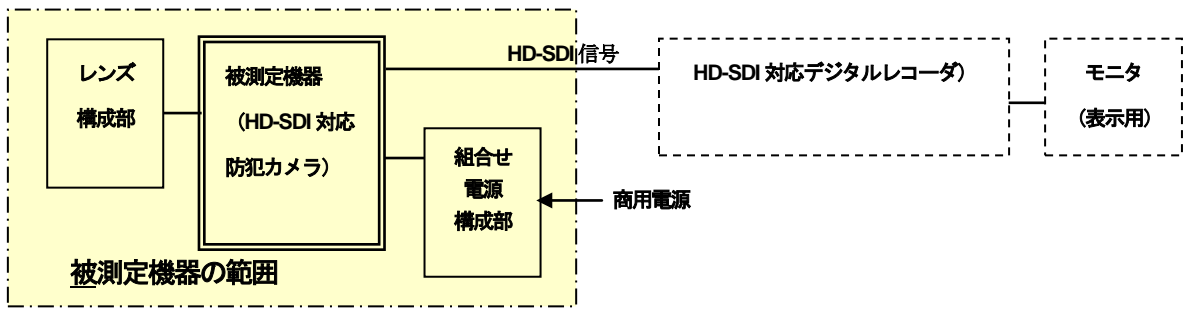 レンズ
構成部
被測定機器
(HD-SDI 対応
防犯カメラ)
HD-SDI 信号
組合せ
電源
構成部
商用電源
HD-SDI 対応デジタルレコーダ)
モニタ
(表示用)
被測定機器の範囲